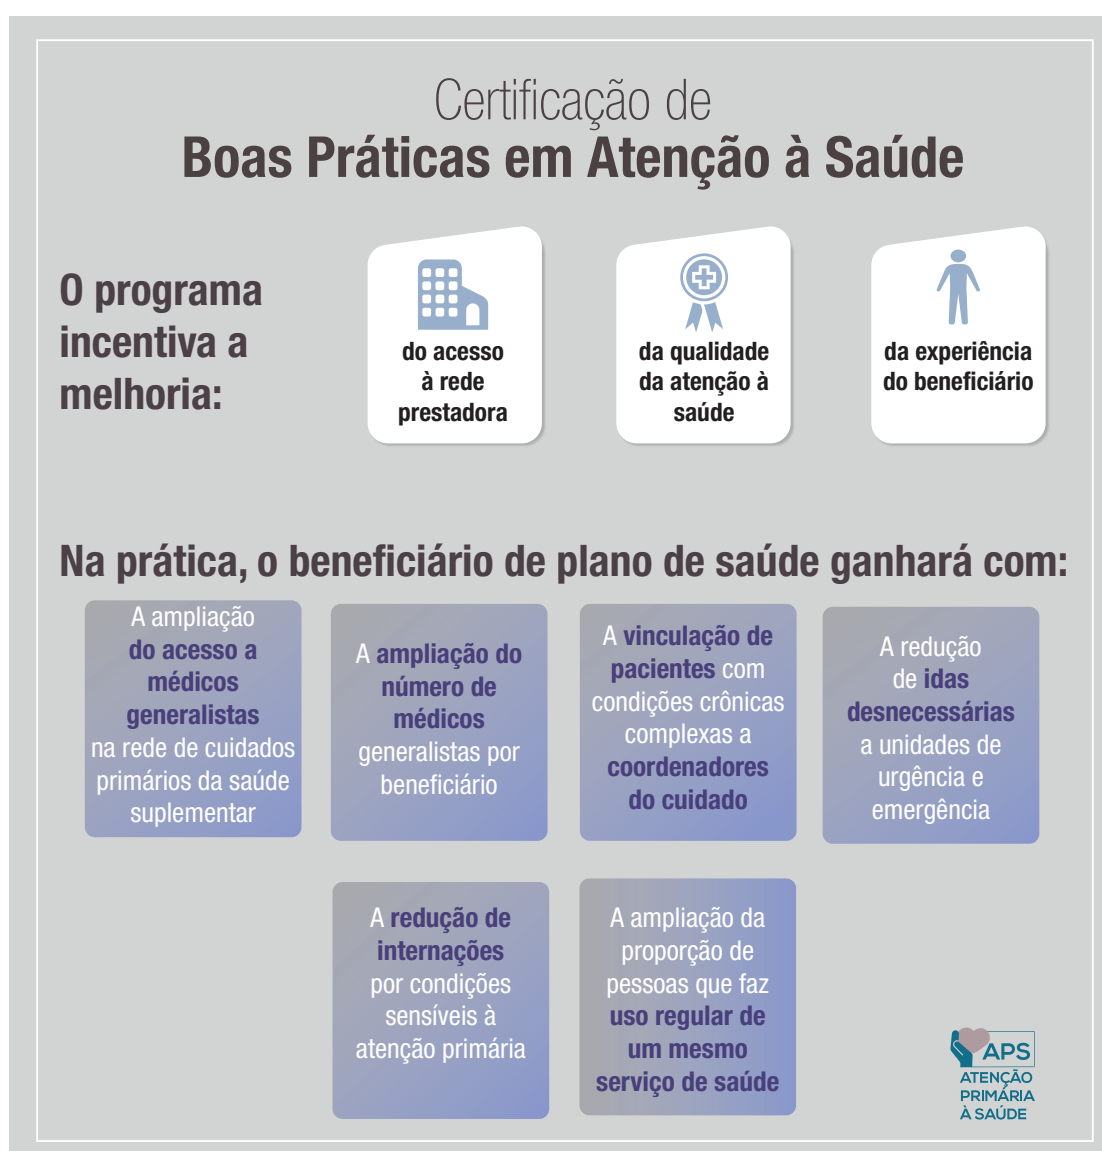 Certificação de
Boas Práticas em Atenção à Saúde
O programa
incentiva a
melhoria:
do acesso
à rede
prestadora
da qualidade
da atenção à
saúde
da experiência
do beneficiário
Na prática, o beneficiário de plano de saúde ganhará com:
A ampliação
do acesso a
médicos
generalistas
na rede de cuidados
primários da saúde
suplementar
A ampliação do
número de
médicos
generalistas por
beneficiário
A vinculação de
pacientes com
condições crônicas
complexas a
coordenadores
do cuidado
A redução
de idas
desnecessárias
a unidades de
urgência e
emergência
A redução de
internações
por condições
sensíveis à
atenção primária
A ampliação da
proporção de
pessoas que faz
uso regular de
um mesmo
serviço de saúde
APS
ATENÇÃO
PRIMÁRIA
À SAÚDE